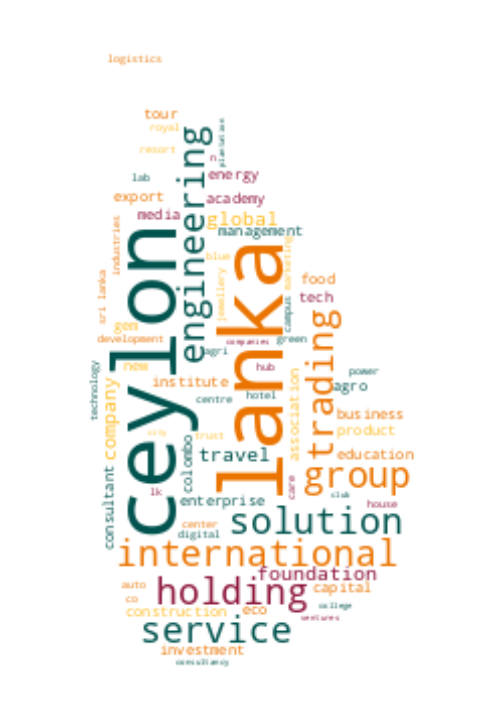 logistics
tour
royal
plantation
engineering
resort
n
lab
energy
export
academy
media
global
industries
management
ceylon
lanka
marketing
blue
sri lanka
jewellery
food
tech
campus
gem
development
companies
green
trading
agri
new
hub
power
technology
institute
agro
company
centre
hotel
association
business
city
trust
product
colombo
travel
education
consultant
group
care
lk
club
enterprise
house
solution
center
digital
international
foundation
auto
holding
capital
co
college
construction
eco
ventures
service
investment
consultancy